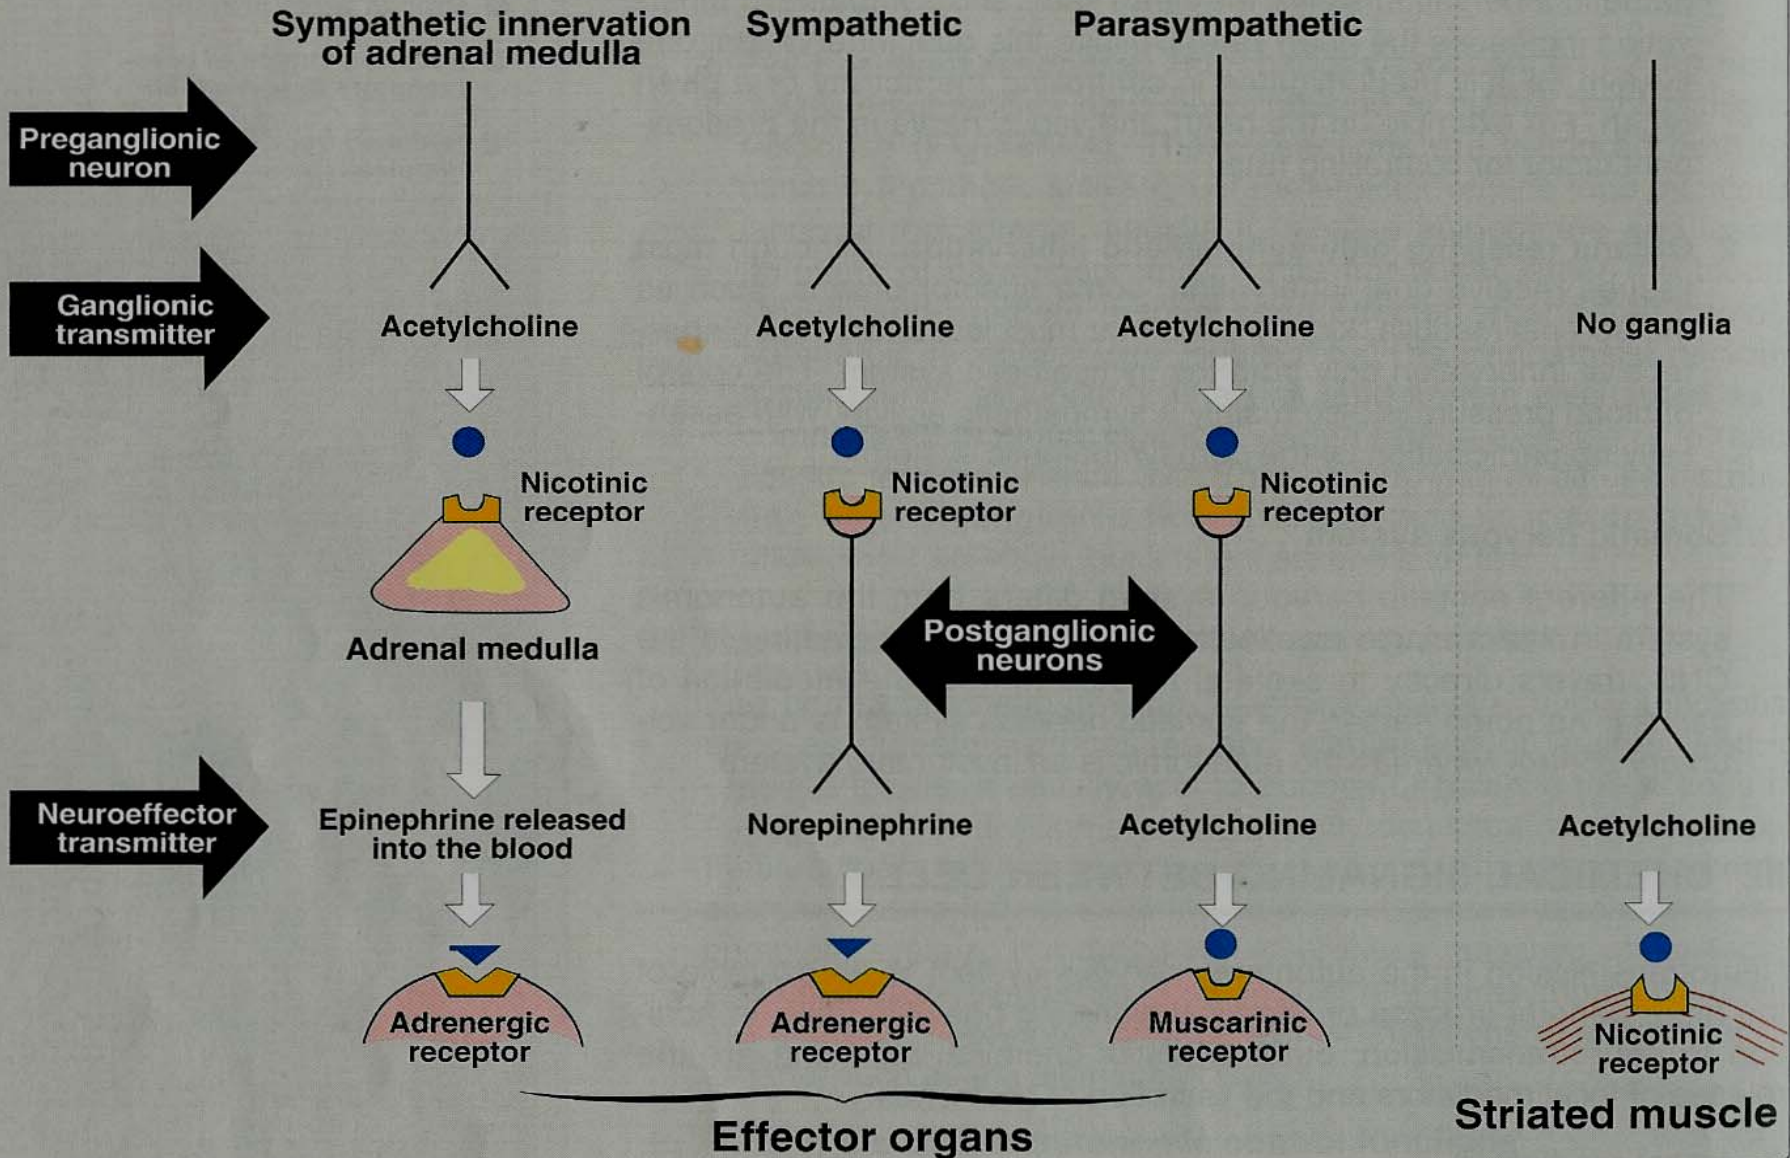 Sympathetic innervation
of adrenal medulla
Sympathetic
Parasympathetic
Preganglionic
neuron
Ganglionic
transmitter
Acetylcholine
Acetylcholine
Acetylcholine
No ganglia
Nicotinic
receptor
Nicotinic
receptor
Nicotinic
receptor
Adrenal medulla
Postganglionic
neurons
Neuroeffector
transmitter
Epinephrine released
into the blood
Norepinephrine
Acetylcholine
Acetylcholine
Adrenergic
receptor
Adrenergic
receptor
Muscarinic
receptor
Nicotinic
receptor
Effector organs
Striated muscle